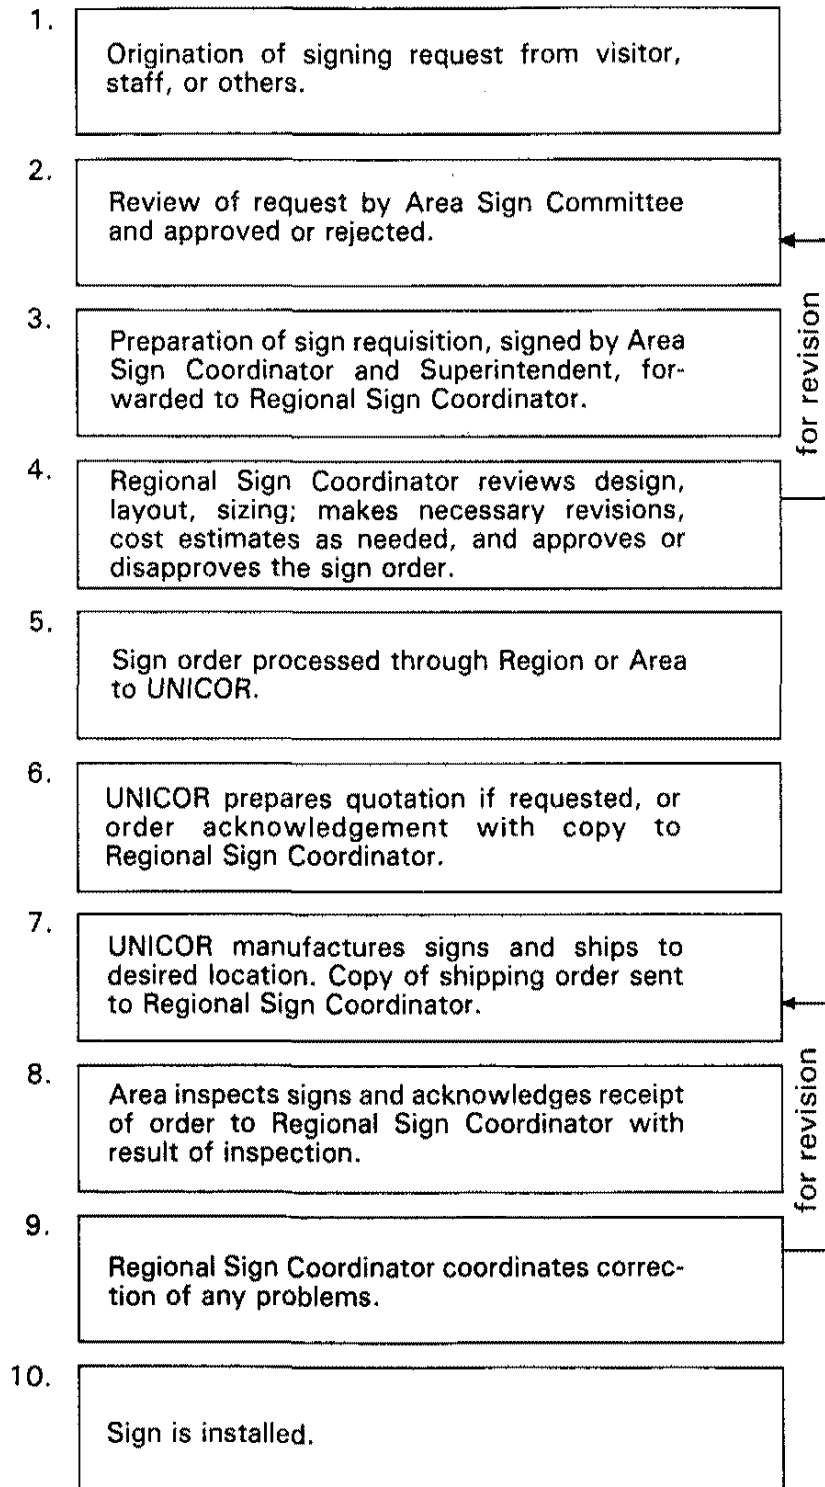 1.
Origination of signing request from visitor,
staff, or others.
2.
Review of request by Area Sign Committee
and approved or rejected.
3.
Preparation of sign requisition, signed by Area
Sign Coordinator and Superintendent, for-
warded to Regional Sign Coordinator.
for revision
4.
Regional Sign Coordinator reviews design,
layout, sizing; makes necessary revisions,
cost estimates as needed, and approves or
disapproves the sign order.
5.
Sign order processed through Region or Area
to UNICOR.
6.
UNICOR prepares quotation if requested, or
order acknowledgement with copy to
Regional Sign Coordinator.
7.
UNICOR manufactures signs and ships to
desired location. Copy of shipping order sent
to Regional Sign Coordinator.
8.
Area inspects signs and acknowledges receipt
of order to Regional Sign Coordinator with
result of inspection.
for revision
9.
Regional Sign Coordinator coordinates correc-
tion of any problems.
10.
Sign is installed.